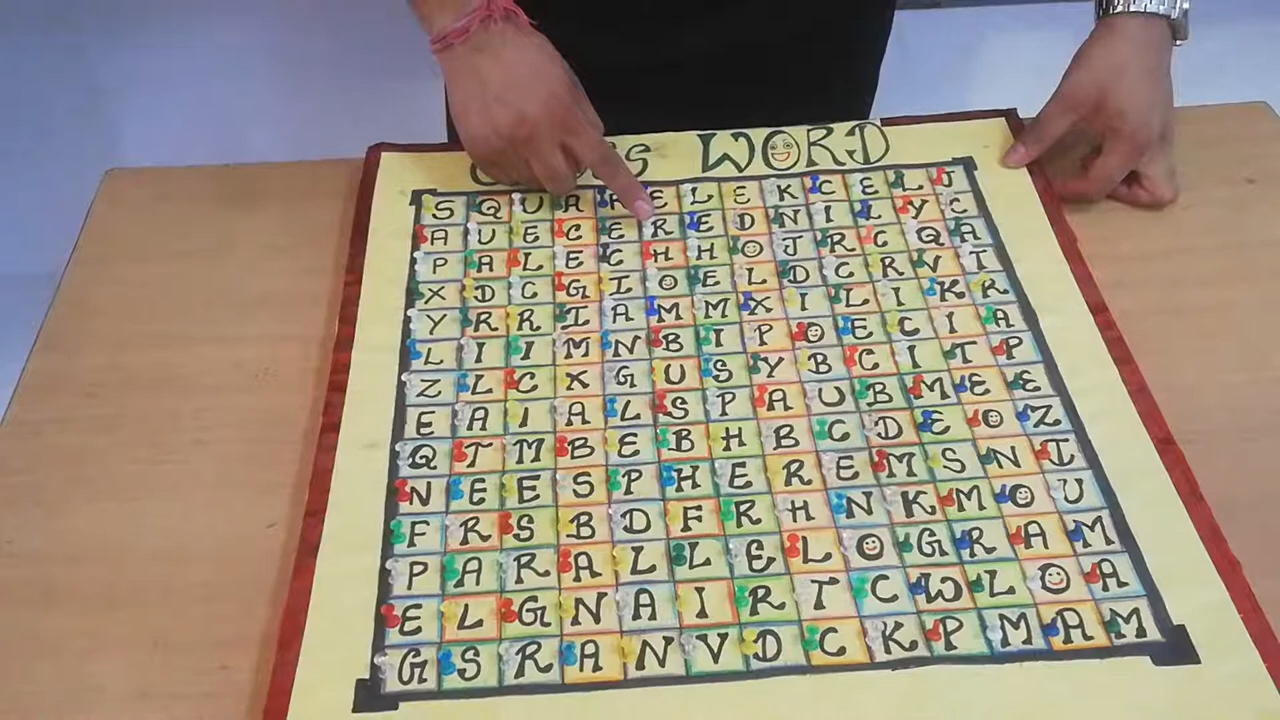 WORD
S Q U A R E L E K C E L J
A U E C E R E D N I L Y C
P A L E C H H O J R C Q A
X D C G I O E L D C R V T
Y R R I A M M X I L I K R
L I I M N B I P O E C I A
Z L C X G U S Y B C I T P
E A I A L S P A U B M E E
Q T M B E B H B C D E O Z
N E E S P H E R E M S N I
F R S B D F R H N K M O U
P A R A L L E L O G R A M
E L G N A I R T C W L O A
G S R A N V D C K P M A M